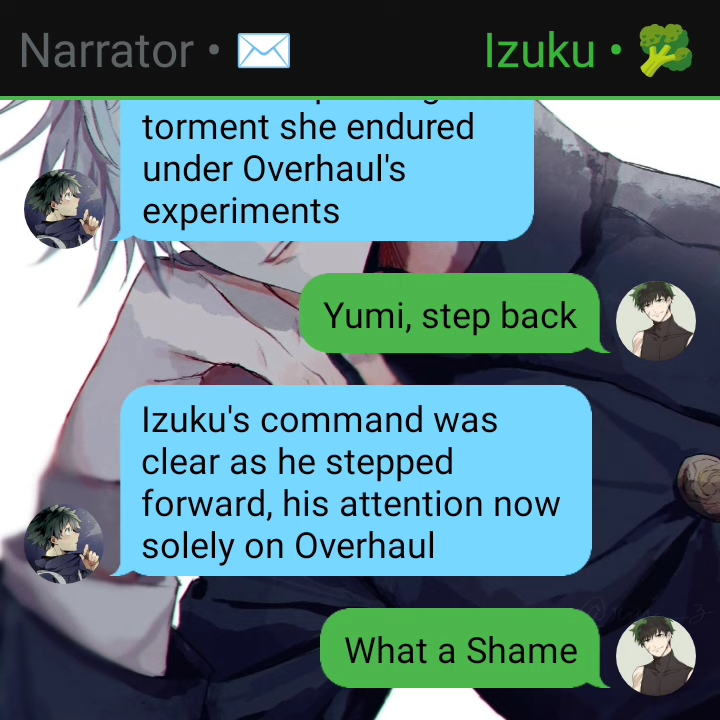 Narrator • ✉️ Izuku • 🥦
torment she endured
under Overhaul's
experiments
Yumi, step back
Izuku's command was
clear as he stepped
forward, his attention now
solely on Overhaul
What a Shame